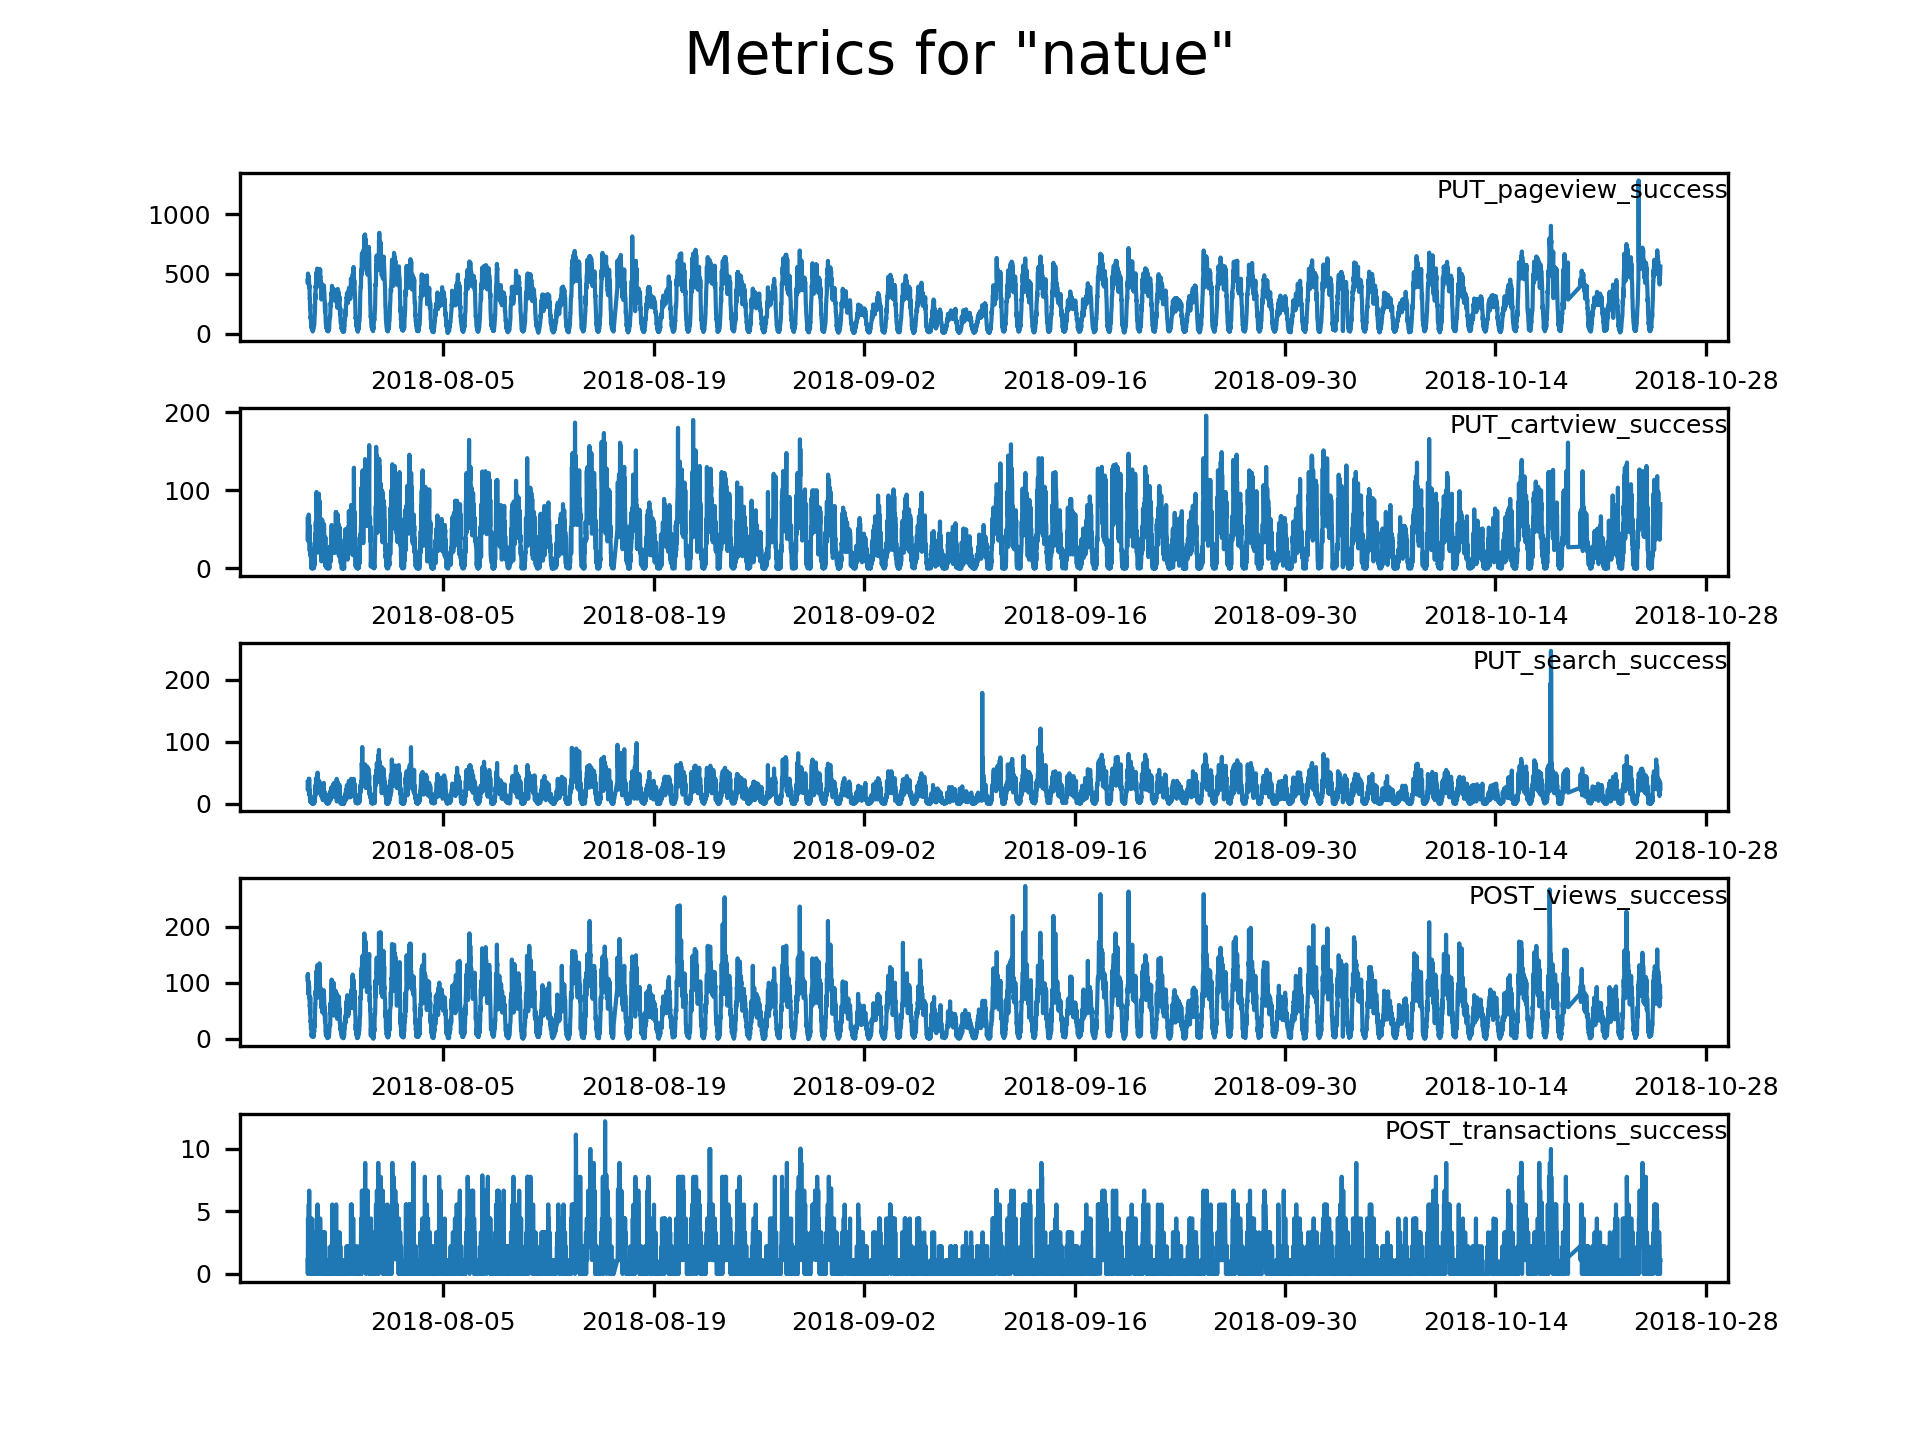 Metrics for "natue"
PUT_pageview_success
1000
500
0
2018-08-05 2018-08-19 2018-09-02 2018-09-16 2018-09-30 2018-10-14 2018-10-28
PUT_cartview_success
200
100
0
2018-08-05 2018-08-19 2018-09-02 2018-09-16 2018-09-30 2018-10-14 2018-10-28
PUT_search_success
200
100
0
2018-08-05 2018-08-19 2018-09-02 2018-09-16 2018-09-30 2018-10-14 2018-10-28
POST_views_success
200
100
0
2018-08-05 2018-08-19 2018-09-02 2018-09-16 2018-09-30 2018-10-14 2018-10-28
POST_transactions_success
10
5
0
2018-08-05 2018-08-19 2018-09-02 2018-09-16 2018-09-30 2018-10-14 2018-10-28